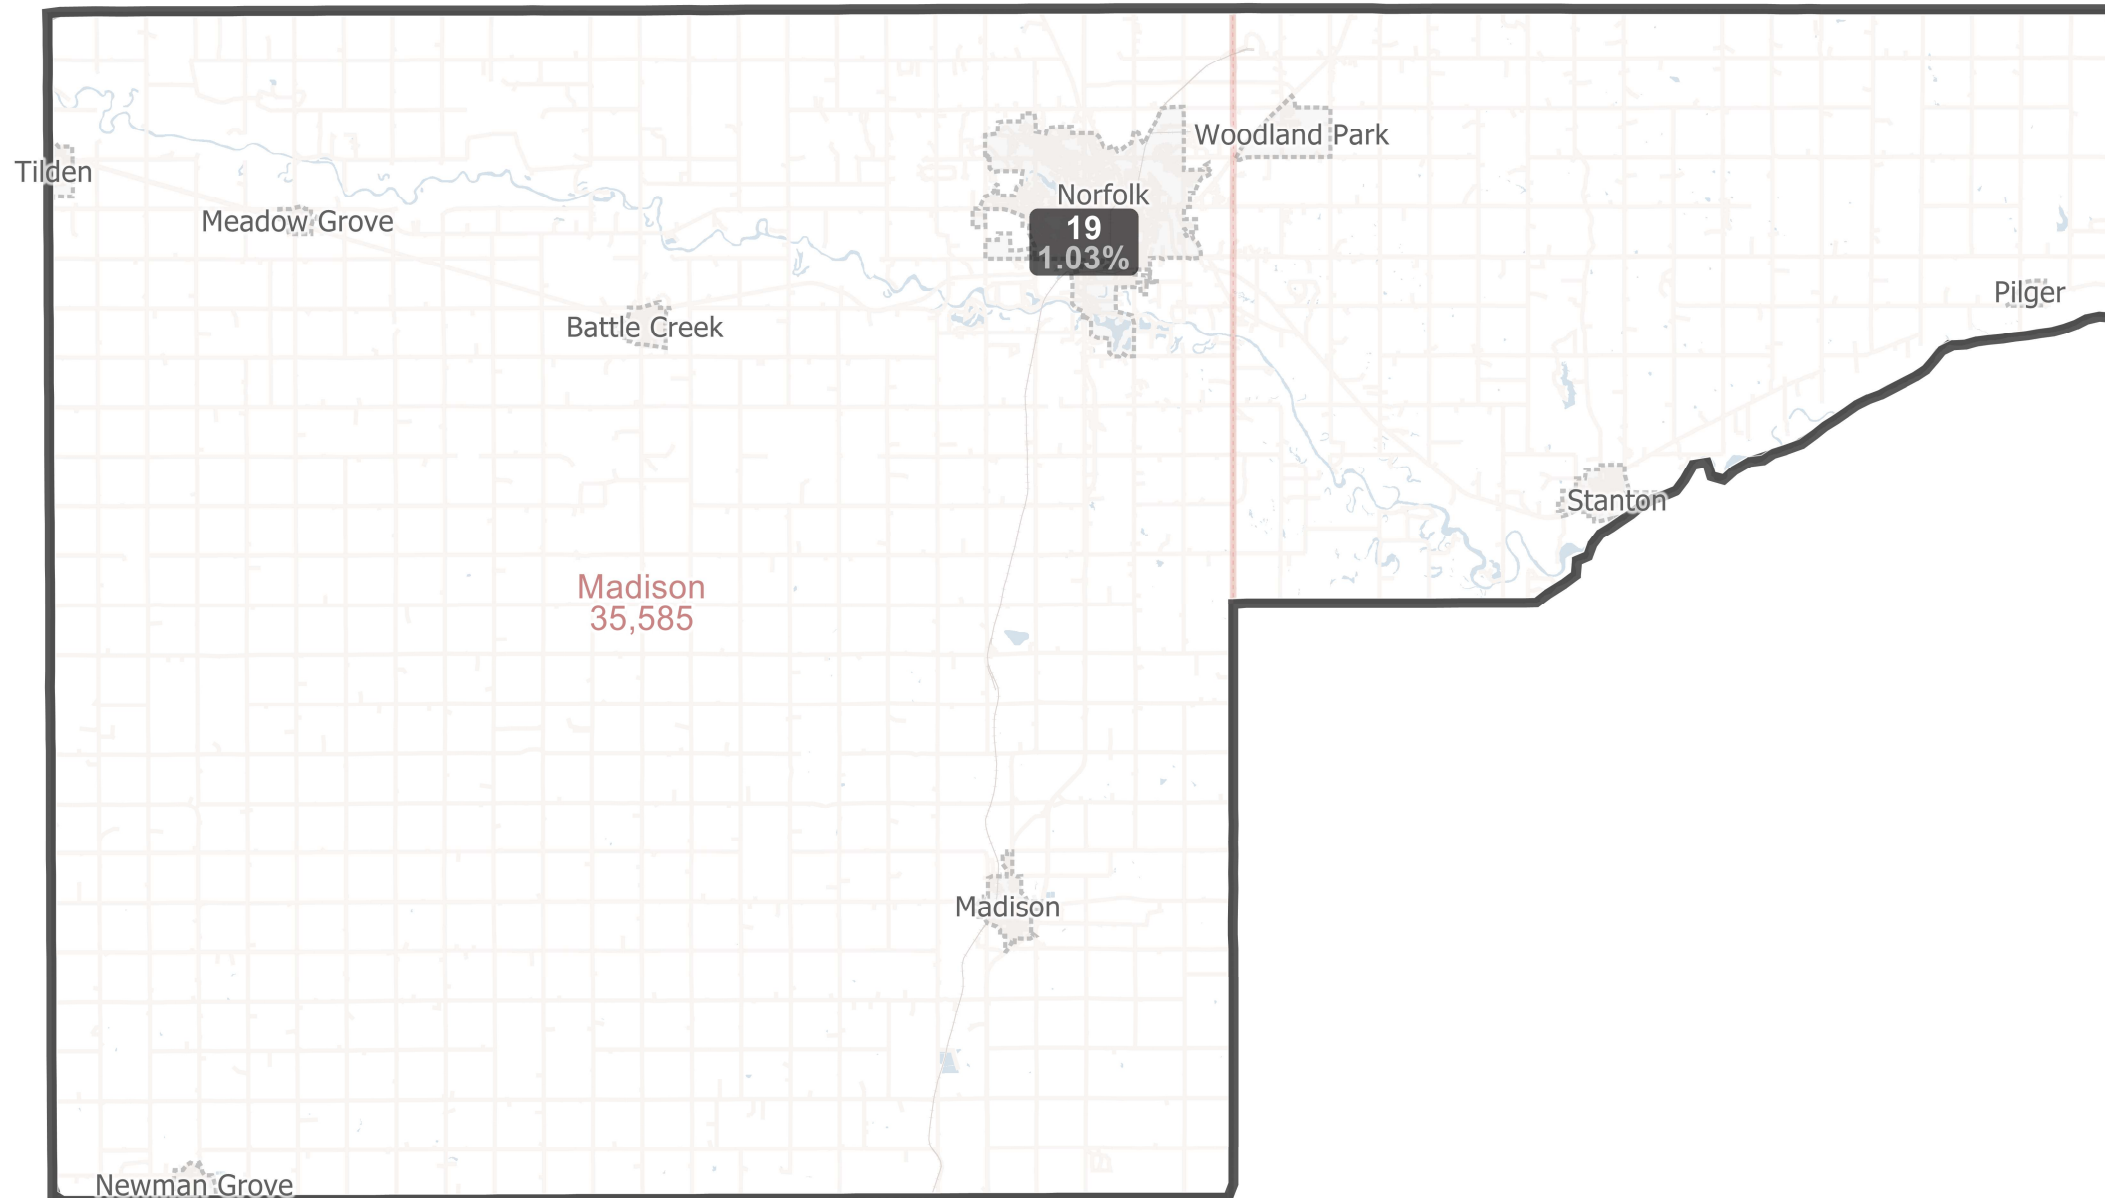 Woodland Park
Tilden
Norfolk
Meadow Grove
19
1.03%
Pilger
Battle Creek
Stanton
Madison
35,585
Madison
Newman Grove